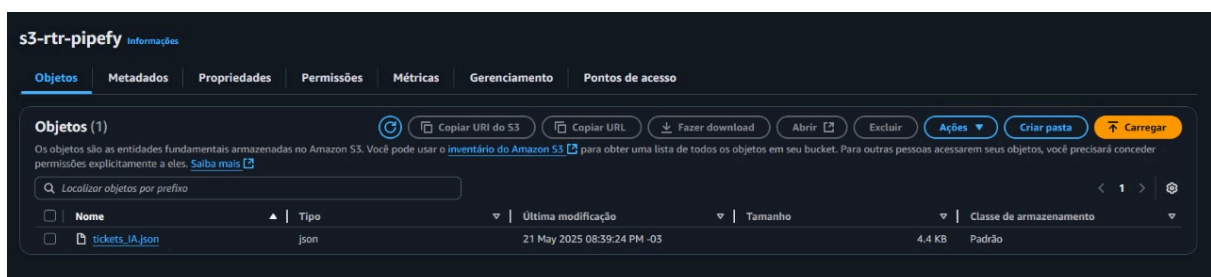 s3-rtr-pipefy Informações
Objetos Metadados Propriedades Permissões Métricas Gerenciamento Pontos de acesso
Objetos (1) Copiar URI do S3 Copiar URL Fazer download Abrir Excluir Ações Criar pasta Carregar
Os objetos são as entidades fundamentais armazenadas no Amazon S3. Você pode usar o inventário do Amazon S3 para obter uma lista de todos os objetos em seu bucket. Para outras pessoas acessarem seus objetos, você precisará conceder
permissões explicitamente a eles. Saiba mais
Localizar objetos por prefixo 1
Nome Tipo Última modificação Tamanho Classe de armazenamento
tickets_IA.json json 21 May 2025 08:39:24 PM -03 4.4 KB Padrão